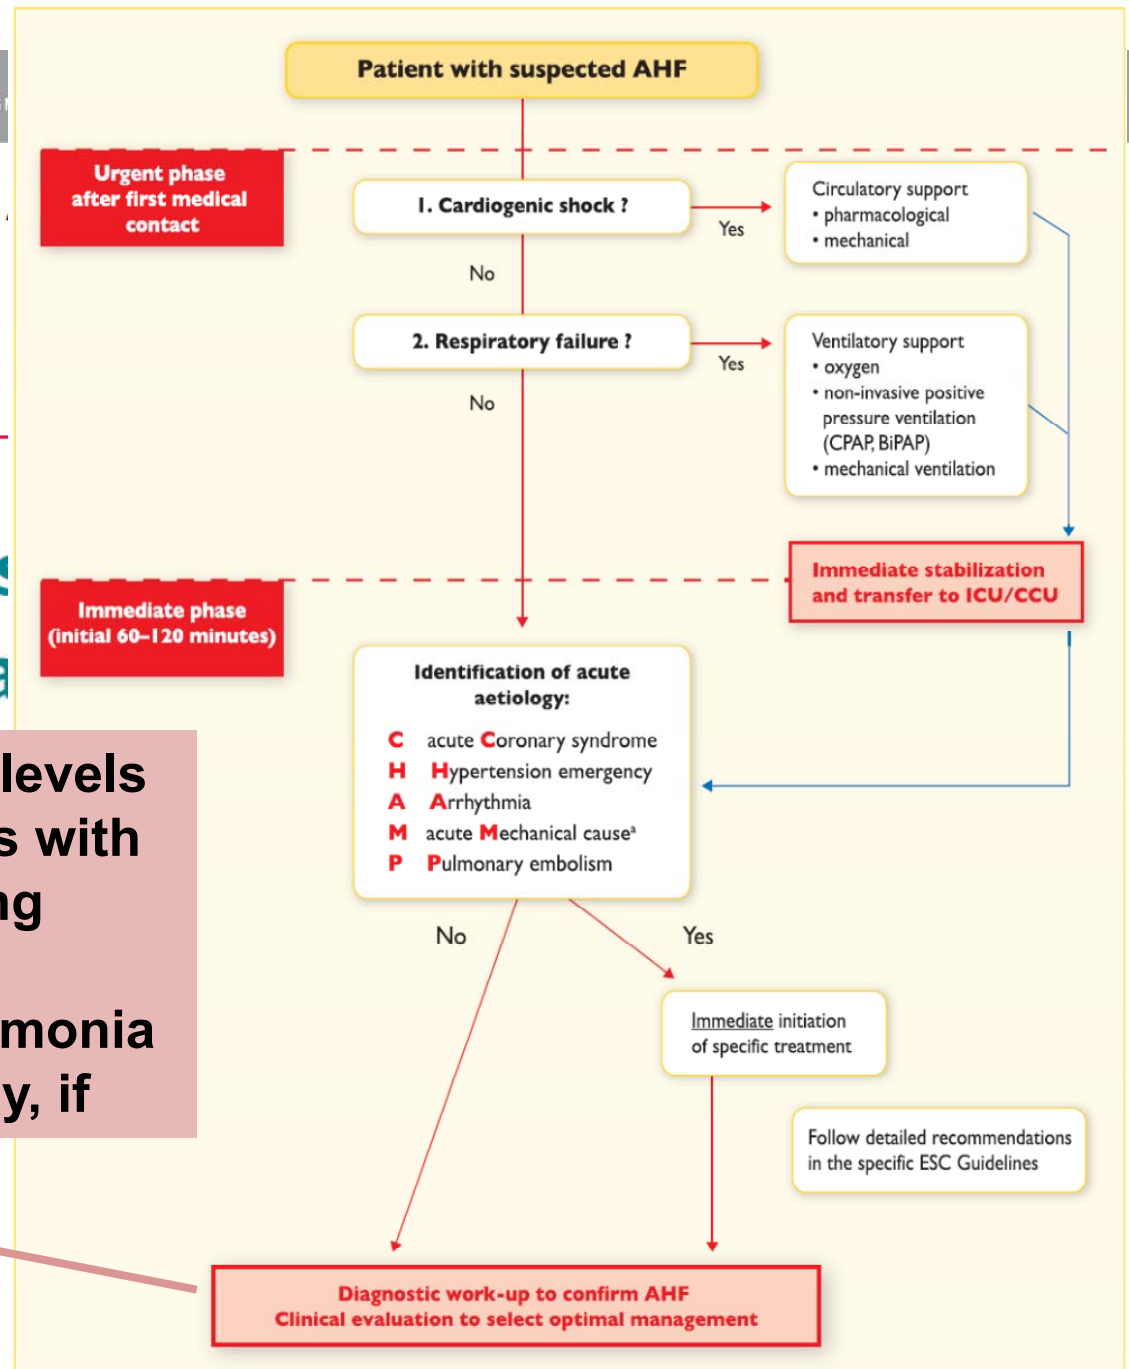 Patient with suspected AHF
Urgent phase
after first medical
contact
1. Cardiogenic shock ?
Yes
No
Circulatory support
• pharmacological
• mechanical
2. Respiratory failure ?
Yes
No
Ventilatory support
• oxygen
• non-invasive positive
pressure ventilation
(CPAP, BiPAP)
• mechanical ventilation
Immediate stabilization
and transfer to ICU/CCU
Immediate phase
(initial 60–120 minutes)
Identification of acute
aetiology:
C acute Coronary syndrome
H Hypertension emergency
A Arrhythmia
M acute Mechanical causeª
P Pulmonary embolism
levels
with
No
Yes
Immediate initiation
of specific treatment
if
Follow detailed recommendations
in the specific ESC Guidelines
Diagnostic work-up to confirm AHF
Clinical evaluation to select optimal management